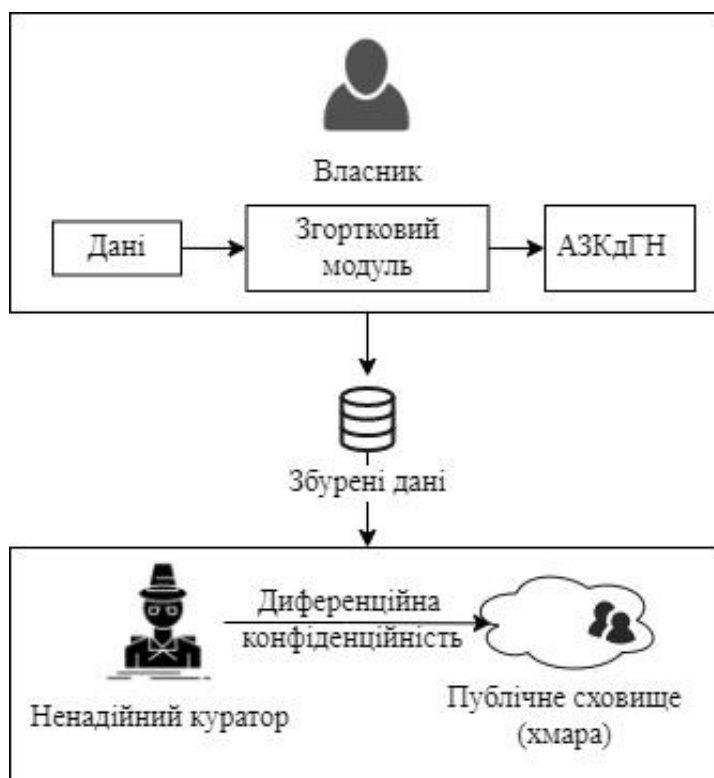 Власник
Дані
Згортковий
модуль
АЗКдГН
Збурені дані
Диференційна
конфіденційність
Ненадійний куратор
Публічне сховище
(хмара)